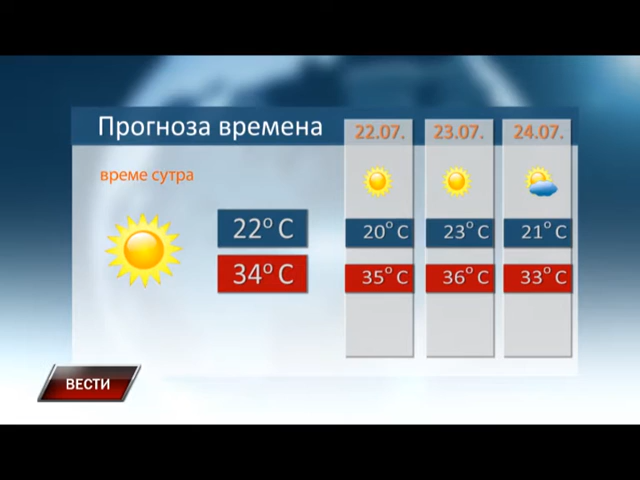 Прогноза времена
време сутра
22° C
34° C
22.07. 23.07. 24.07.
20° C 23° C 21° C
35° C 36° C 33° C
ВЕСТИ